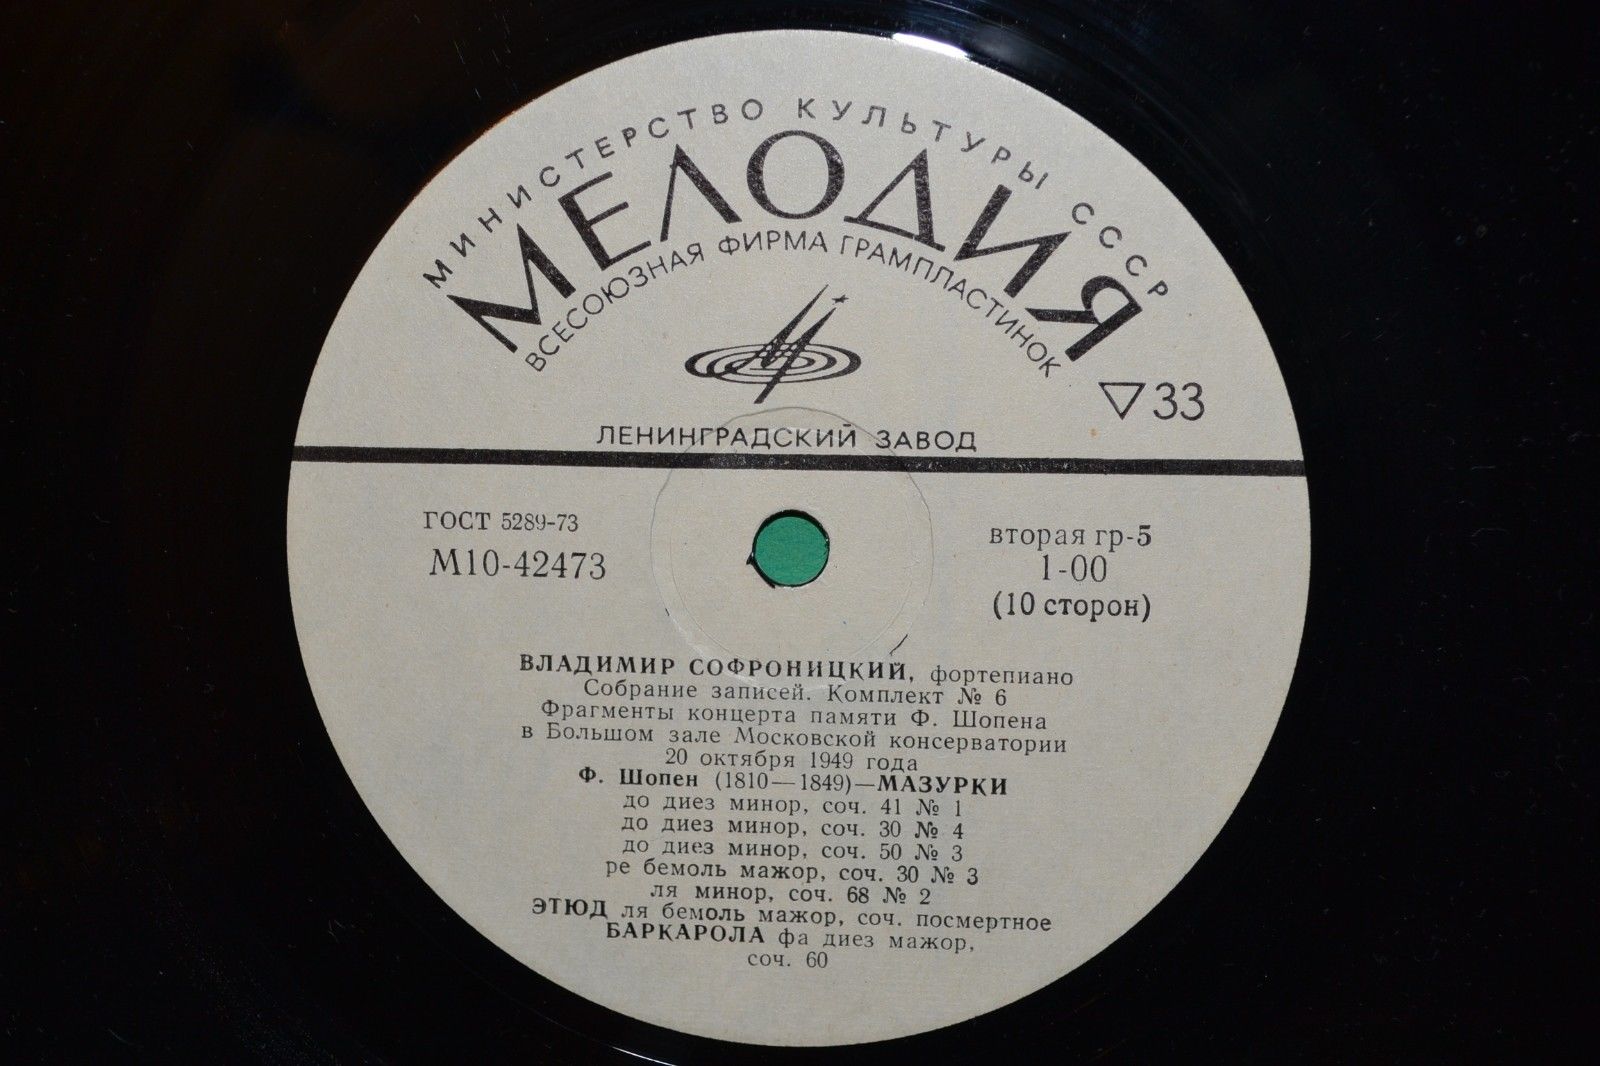 МИНИСТЕРСТВО КУЛЬТУРЫ СССР
МЕЛОДИЯ
ВСЕСОЮЗНАЯ ФИРМА ГРАМПЛАСТИНОК
33
ЛЕНИНГРАДСКИЙ ЗАВОД
ГОСТ 5289-73
М10-42473
вторая гр-5
1-00
(10 сторон)
ВЛАДИМИР СОФРОНИЦКИЙ, фортепиано
Собрание записей. Комплект № 6
Фрагменты концерта памяти Ф. Шопена
в Большом зале Московской консерватории
20 октября 1949 года
Ф. Шопен (1810—1849)—МАЗУРКИ
до диез минор, соч. 41 № 1
до диез минор, соч. 30 № 4
до диез минор, соч. 50 № 3
ре бемоль мажор, соч. 30 № 3
ля минор, соч. 68 № 2
ЭТЮД ля бемоль мажор, соч. посмертное
БАРКАРОЛА фа диез мажор,
соч. 60